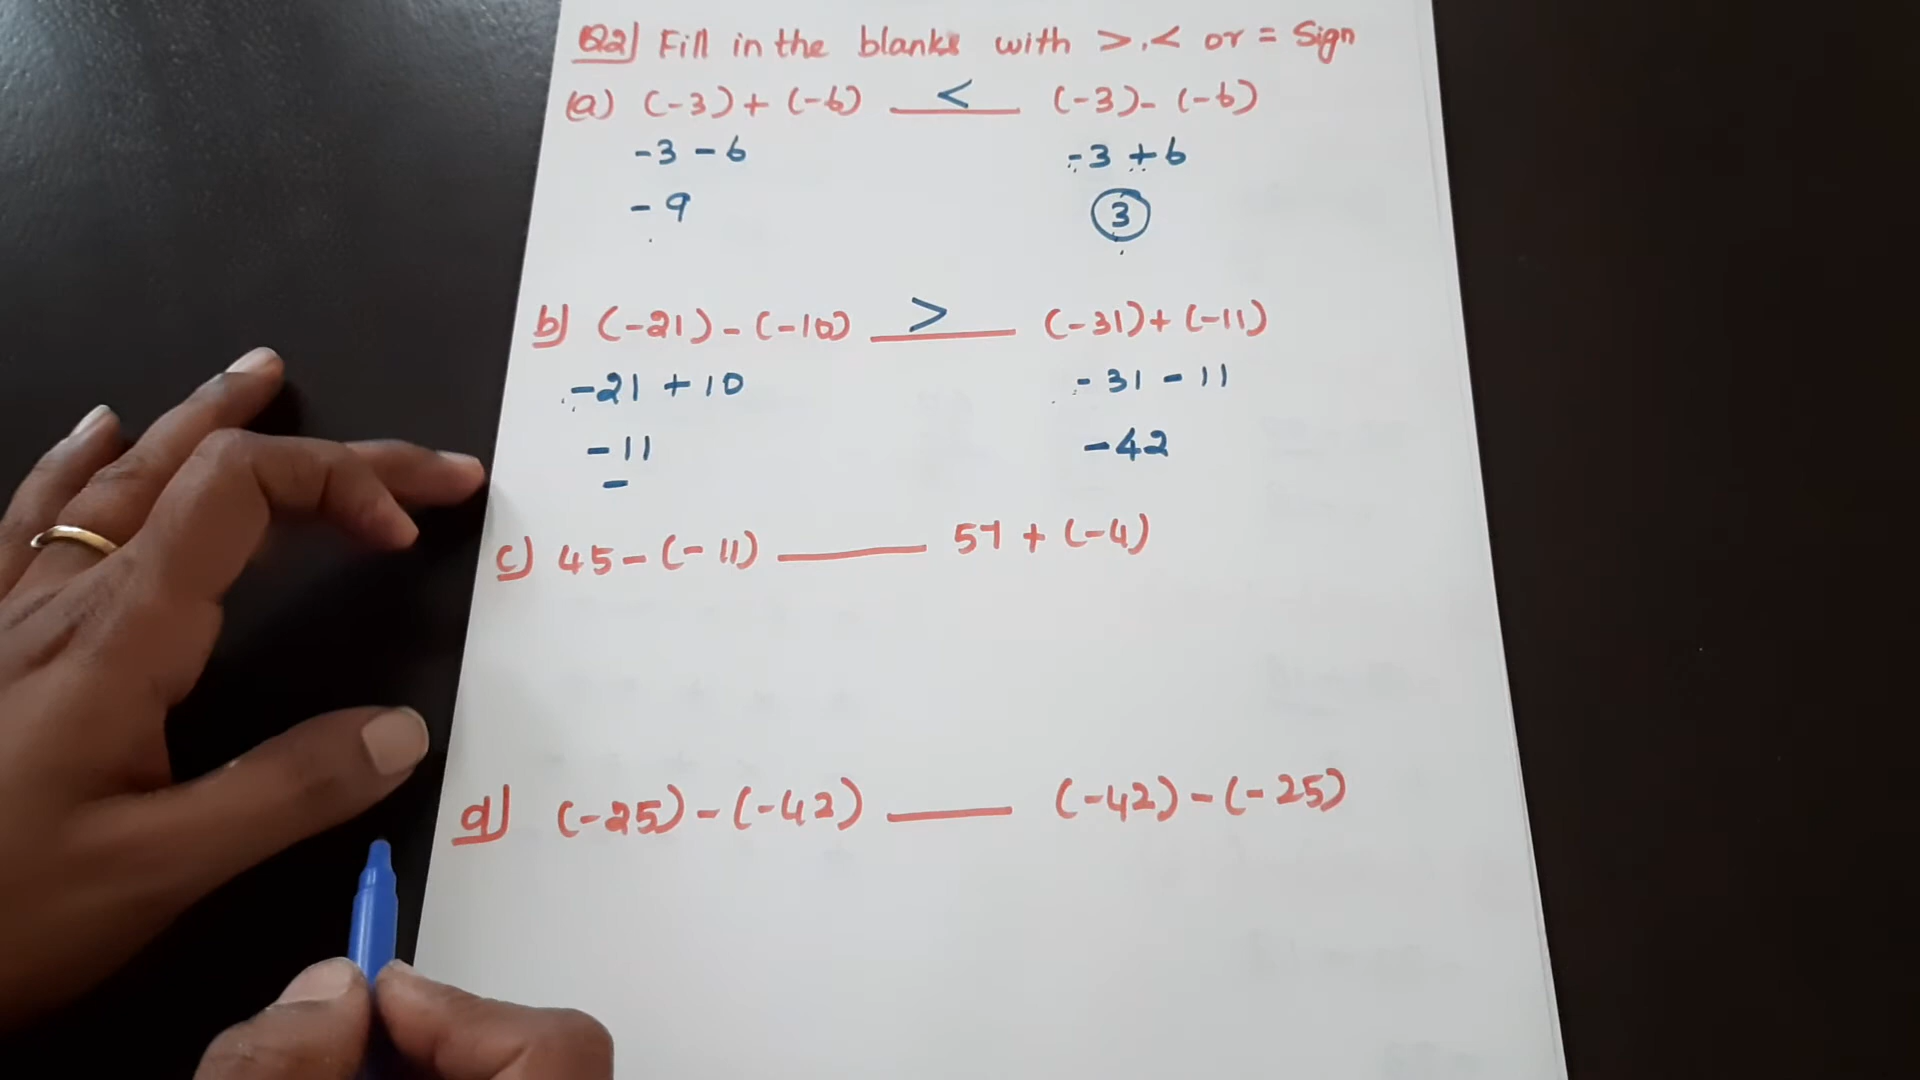 Q2) Fill in the blanks with >, < or = Sign
(a) (-3) + (-6) < (-3) - (-6)
-3 - 6 -3 + 6
-9 3
b) (-21) - (-10) > (-31) + (-11)
-21 + 10 -31 - 11
-11 -42
c) 45 - (-11) ____ 57 + (-4)
d) (-25) - (-42) ____ (-42) - (-25)